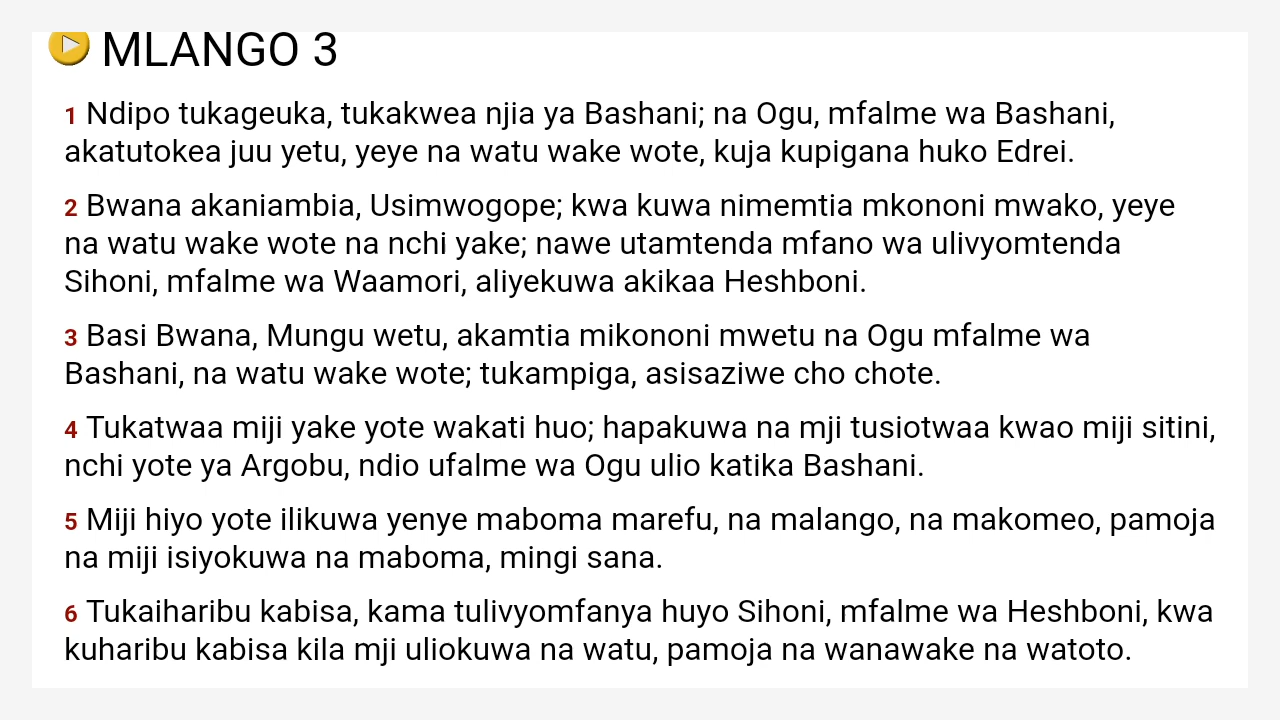 MLANGO 3
1 Ndipo tukageuka, tukakwea njia ya Bashani; na Ogu, mfalme wa Bashani,
akatutokea juu yetu, yeye na watu wake wote, kuja kupigana huko Edrei.
2 Bwana akaniambia, Usimwogope; kwa kuwa nimemtia mkononi mwako, yeye
na watu wake wote na nchi yake; nawe utamtenda mfano wa ulivyomtenda
Sihoni, mfalme wa Waamori, aliyekuwa akikaa Heshboni.
3 Basi Bwana, Mungu wetu, akamtia mikononi mwetu na Ogu mfalme wa
Bashani, na watu wake wote; tukampiga, asisaziwe cho chote.
4 Tukatwaa miji yake yote wakati huo; hapakuwa na mji tusiotwaa kwao miji sitini,
nchi yote ya Argobu, ndio ufalme wa Ogu ulio katika Bashani.
5 Miji hiyo yote ilikuwa yenye maboma marefu, na malango, na makomeo, pamoja
na miji isiyokuwa na maboma, mingi sana.
6 Tukaiharibu kabisa, kama tulivyomfanya huyo Sihoni, mfalme wa Heshboni, kwa
kuharibu kabisa kila mji uliokuwa na watu, pamoja na wanawake na watoto.